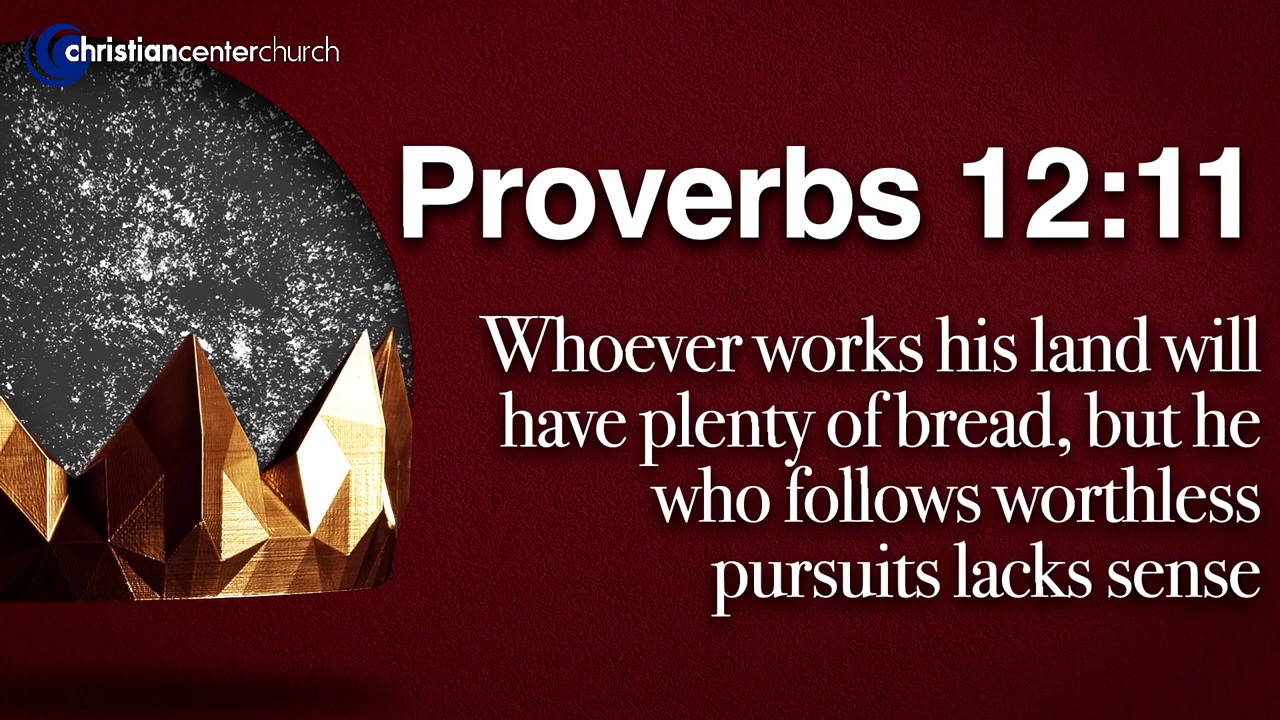 christiancenterchurch
Proverbs 12:11
Whoever works his land will
have plenty of bread, but he
who follows worthless
pursuits lacks sense